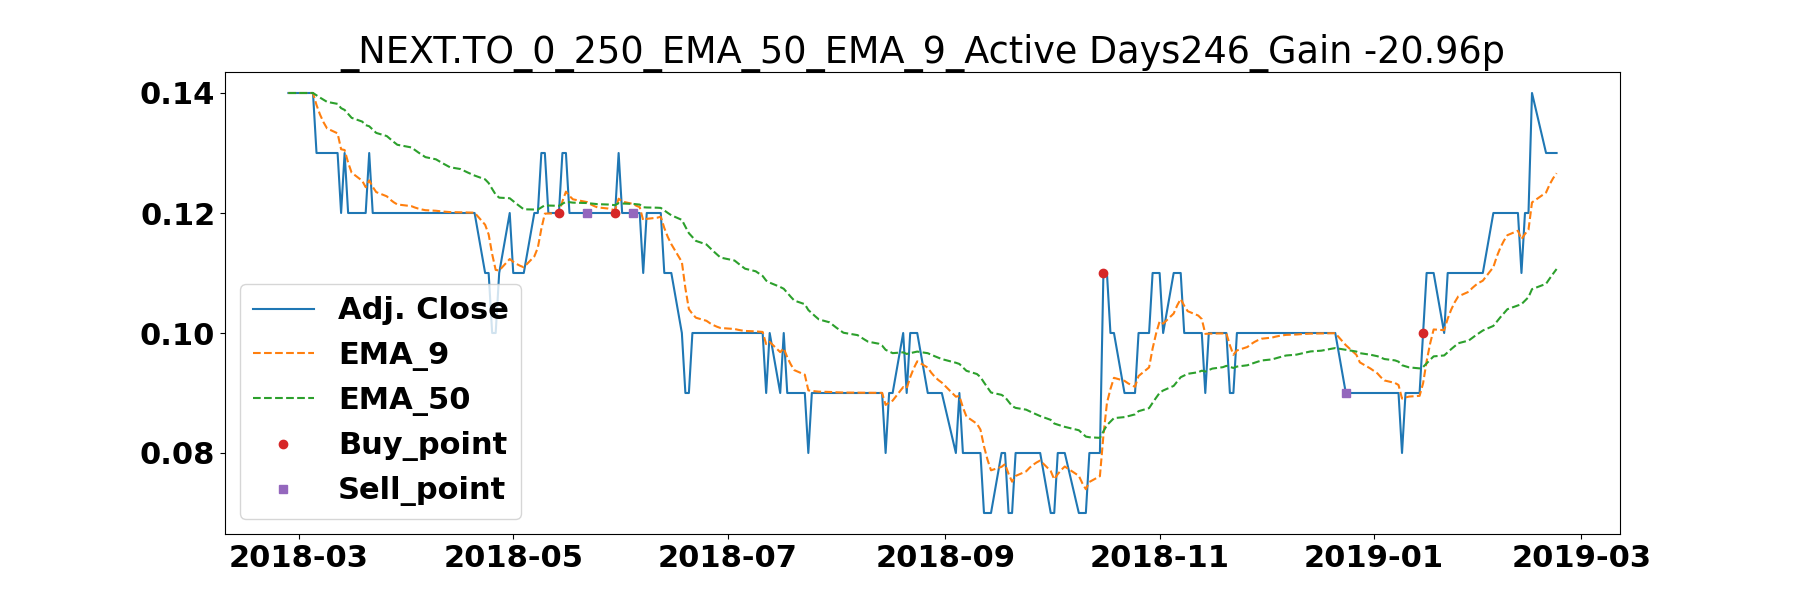 _NEXT.TO_0_250_EMA_50_EMA_9_Active Days246_Gain -20.96p
0.14
0.12
0.10
0.08
Adj. Close
EMA_9
EMA_50
Buy_point
Sell_point
2018-03 2018-05 2018-07 2018-09 2018-11 2019-01 2019-03